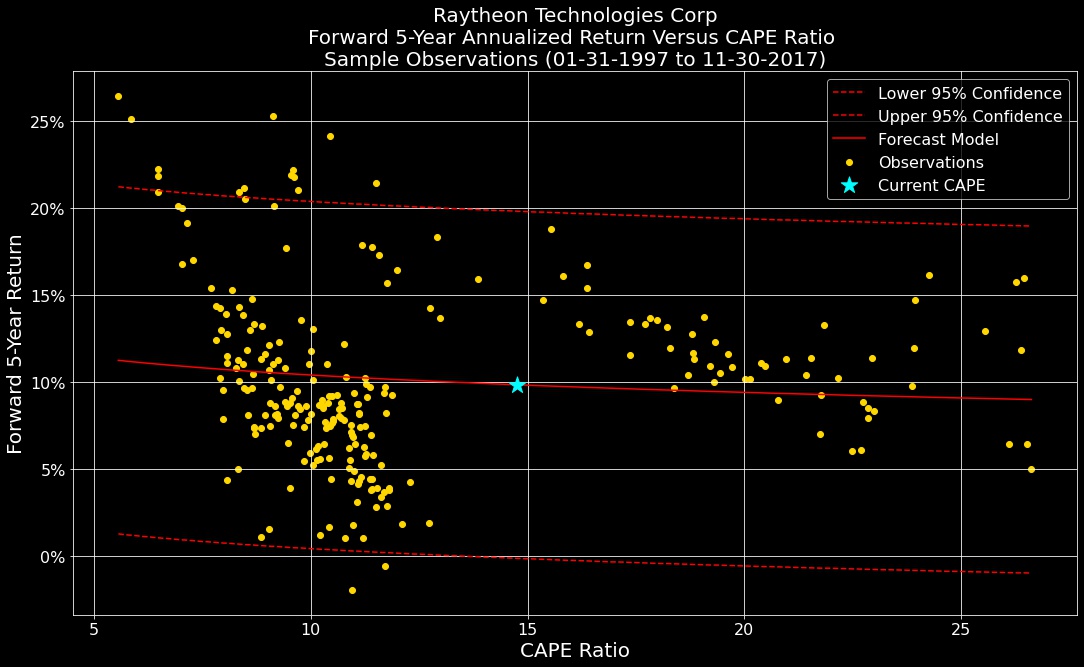 Raytheon Technologies Corp
Forward 5-Year Annualized Return Versus CAPE Ratio
Sample Observations (01-31-1997 to 11-30-2017)
Lower 95% Confidence
Upper 95% Confidence
Forecast Model
Observations
Current CAPE
Forward 5-Year Return
25%
20%
15%
10%
5%
0%
5
10
15
20
25
CAPE Ratio